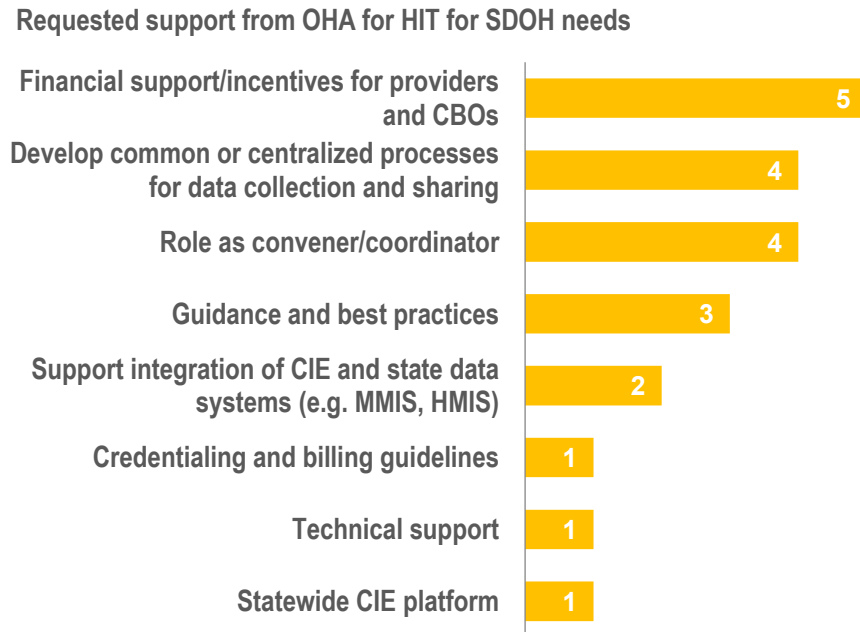 Requested support from OHA for HIT for SDOH needs
Financial support/incentives for providers
and CBOs
5
Develop common or centralized processes
for data collection and sharing
4
Role as convener/coordinator
4
Guidance and best practices
3
Support integration of CIE and state data
systems (e.g. MMIS, HMIS)
2
Credentialing and billing guidelines
1
Technical support
1
Statewide CIE platform
1